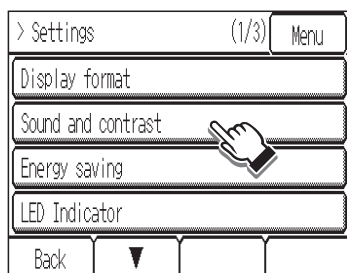 > Settings (1/3) Menu
Display format
Sound and contrast
Energy saving
LED Indicator
Back ▼